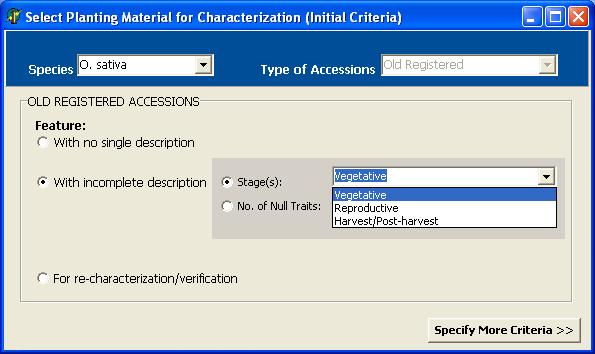 Select Planting Material for Characterization (Initial Criteria)
Species O. sativa Type of Accessions Old Registered
OLD REGISTERED ACCESSIONS
Feature:
With no single description
With incomplete description Stage(s): Vegetative
Vegetative
No. of Null Traits: Reproductive
Harvest/Post-harvest
For re-characterization/verification
Specify More Criteria >>